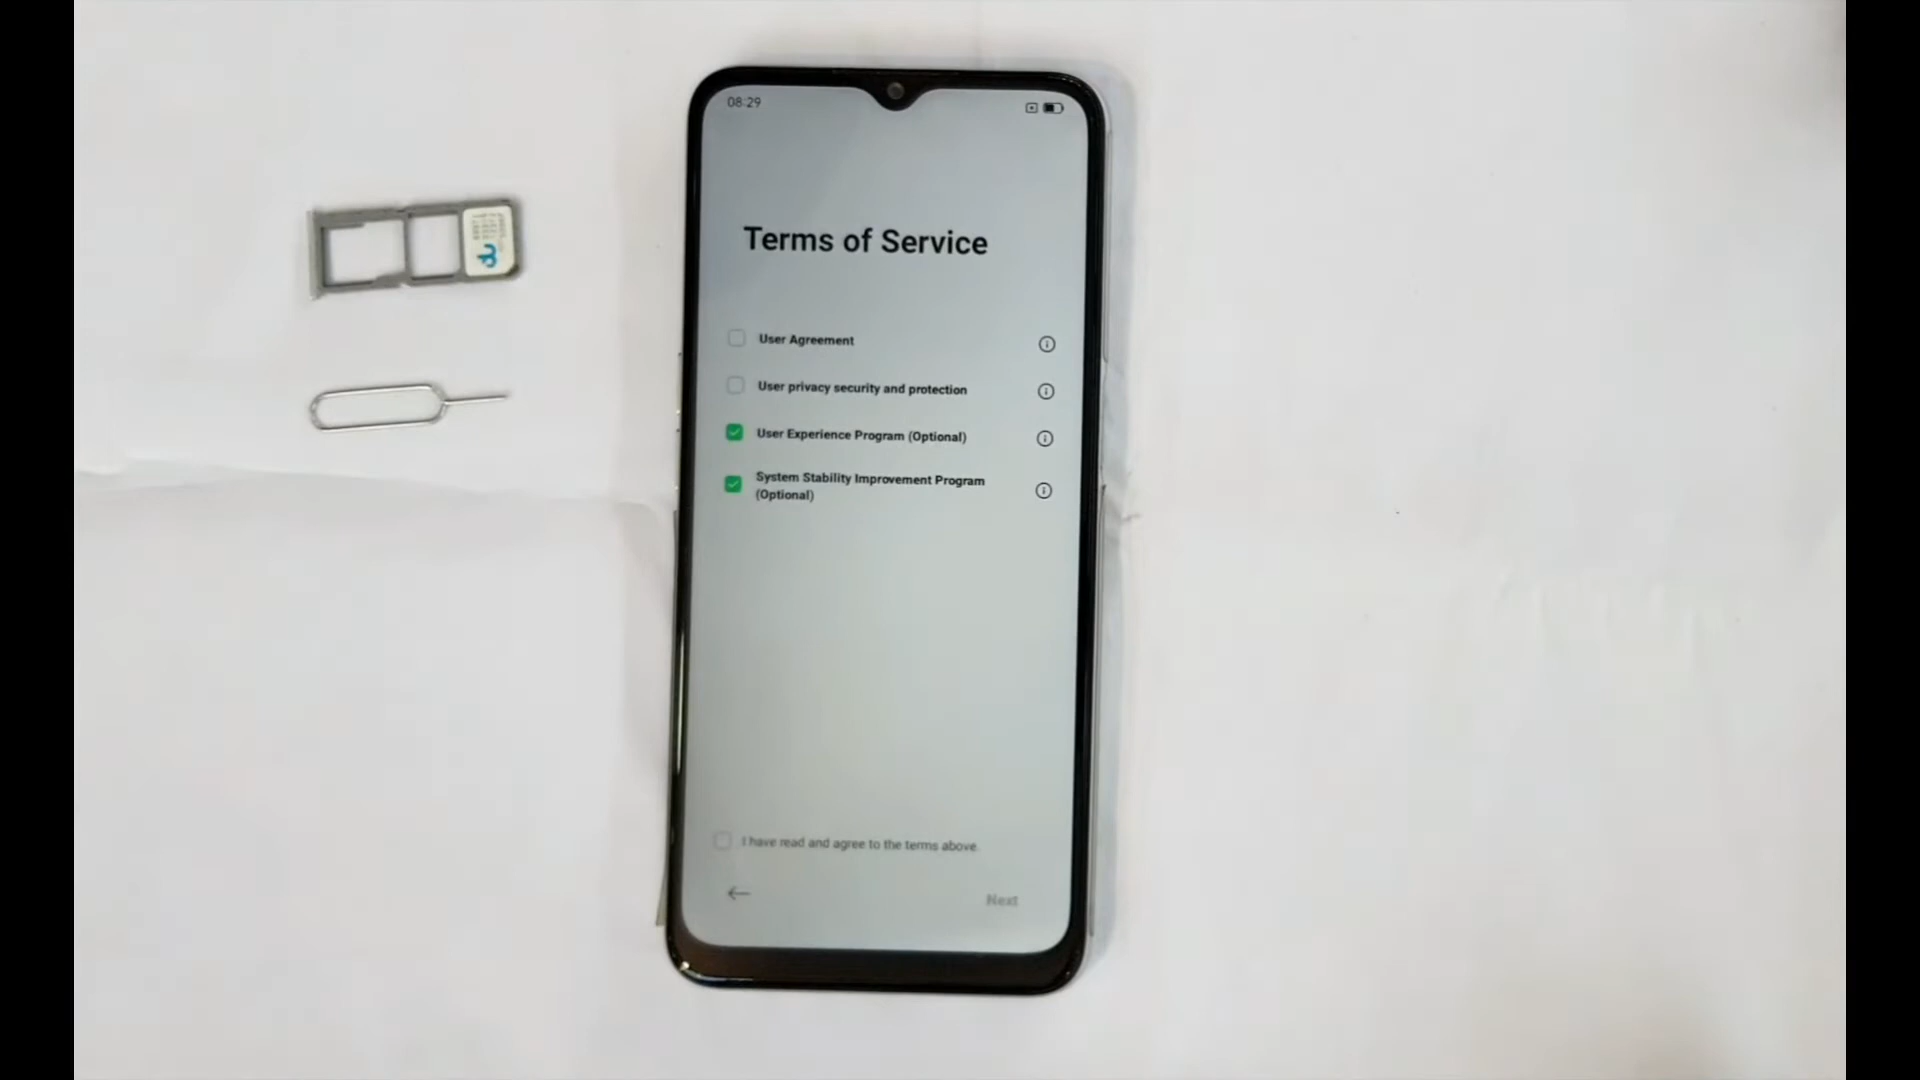 08:29
Terms of Service
User Agreement
User privacy security and protection
User Experience Program (Optional)
System Stability Improvement Program
(Optional)
I have read and agree to the terms above.
Next